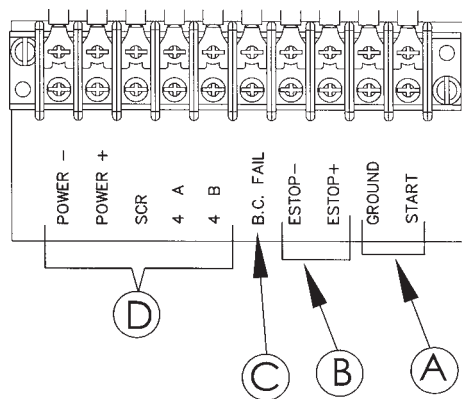 POWER -
POWER +
SCR
4 A
4 B
B.C. FAIL
ESTOP-
ESTOP+
GROUND
START
D
C
B
A